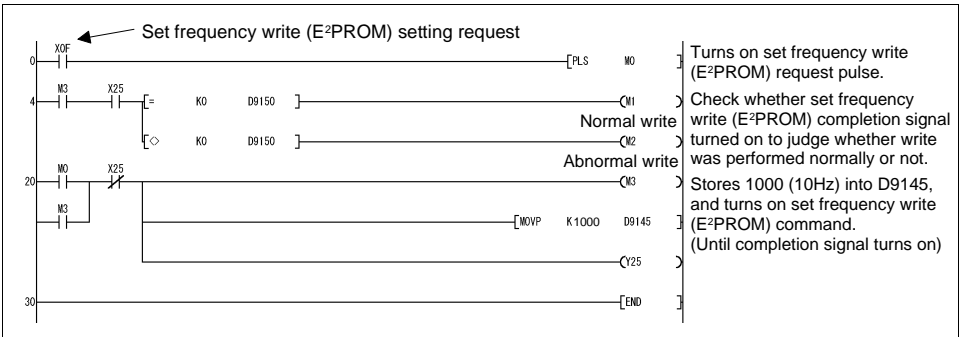 Set frequency write (E²PROM) setting request
X0F
0
[PLS M0 ]
Turns on set frequency write
(E²PROM) request pulse.
M3 X25
4
[= K0 D9150 ]
(M1 )
Normal write
[<> K0 D9150 ]
(M2 )
Abnormal write
Check whether set frequency
write (E²PROM) completion signal
turned on to judge whether write
was performed normally or not.
M0 X25
20
(M3 )
M3
[MOVP K1000 D9145 ]
(Y25 )
Stores 1000 (10Hz) into D9145,
and turns on set frequency write
(E²PROM) command.
(Until completion signal turns on)
30
[END ]